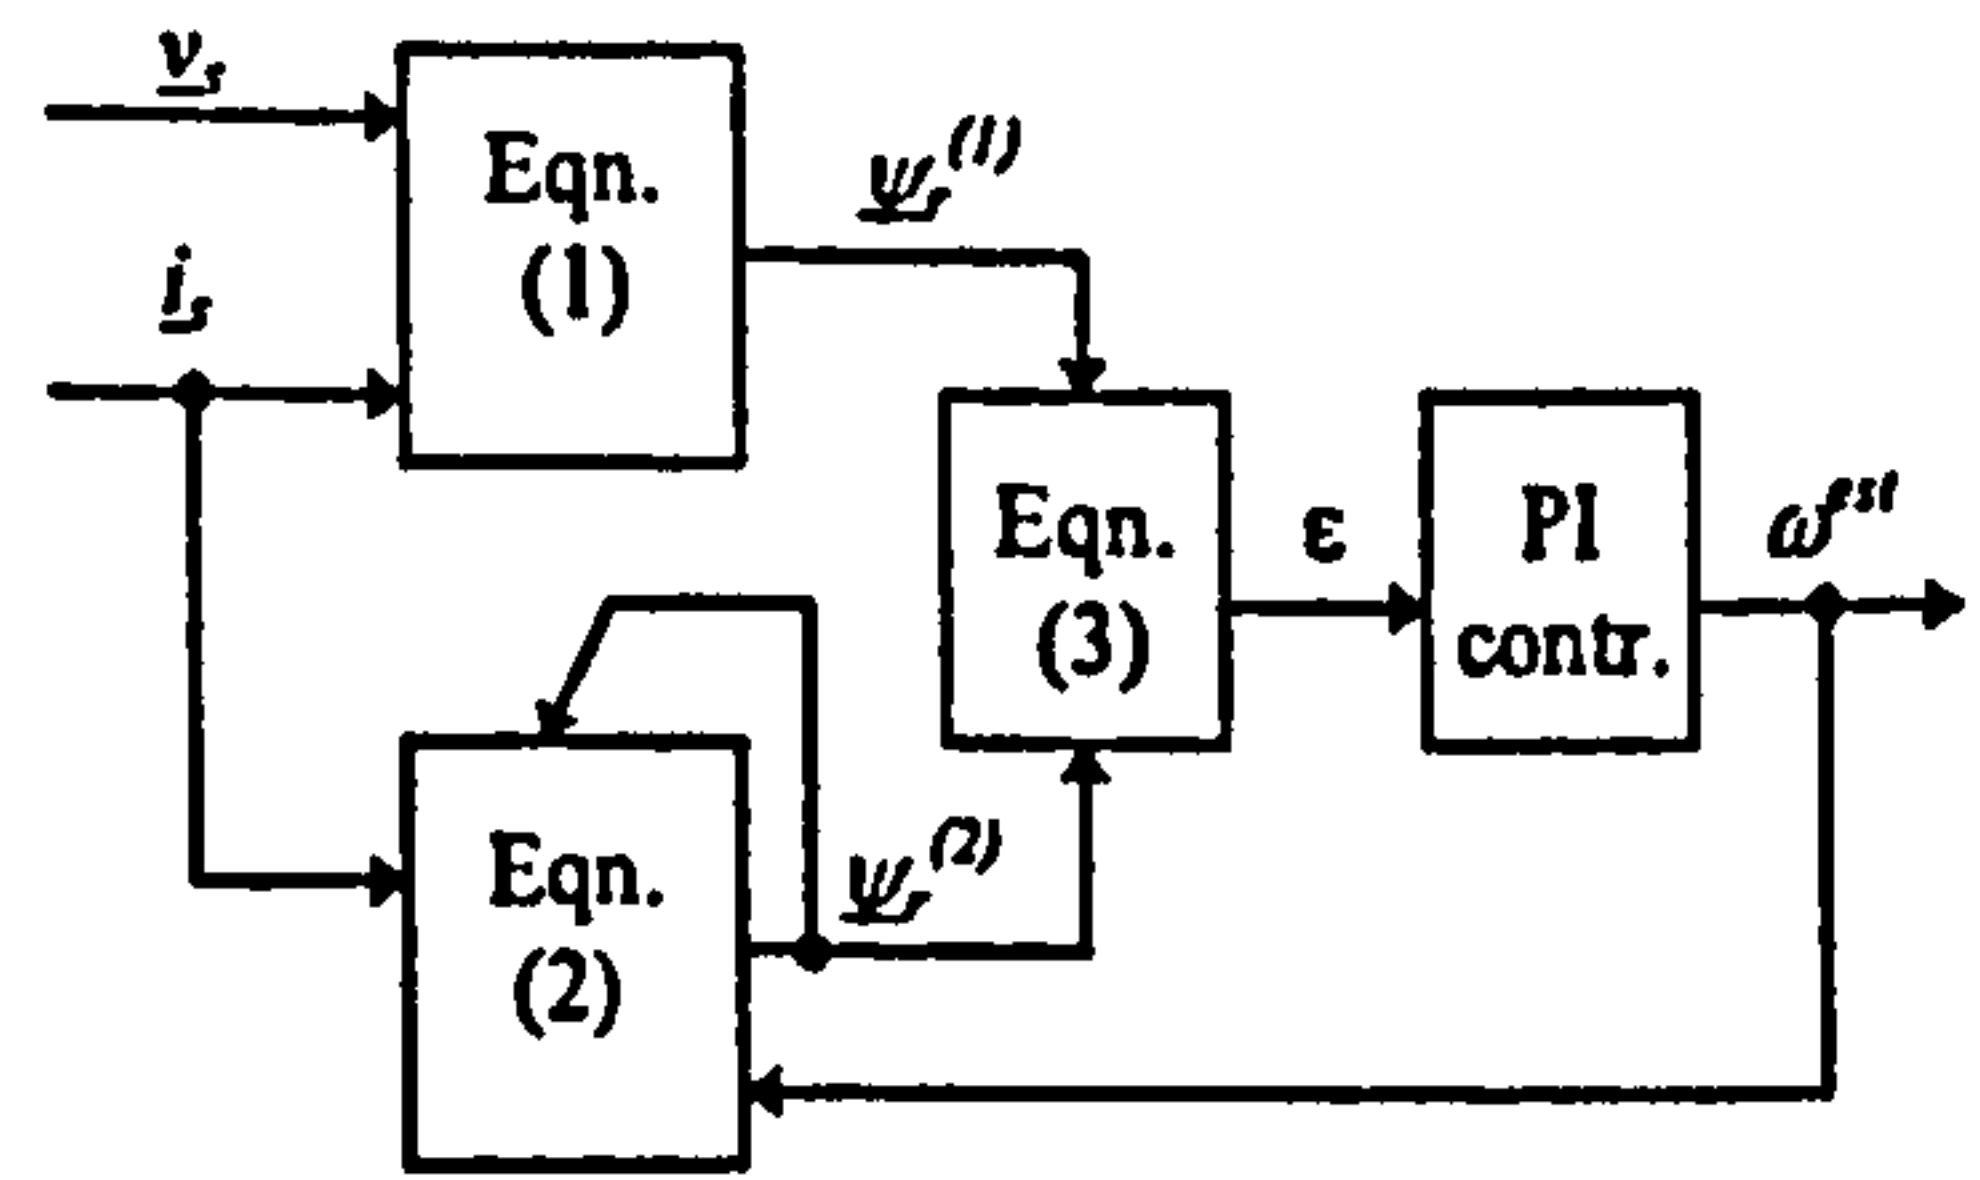 v_s
Eqn.
(1)
i_s
ψ_r^(1)
Eqn.
(3)
ε
PI
contr.
ω^est
Eqn.
(2)
ψ_r^(2)